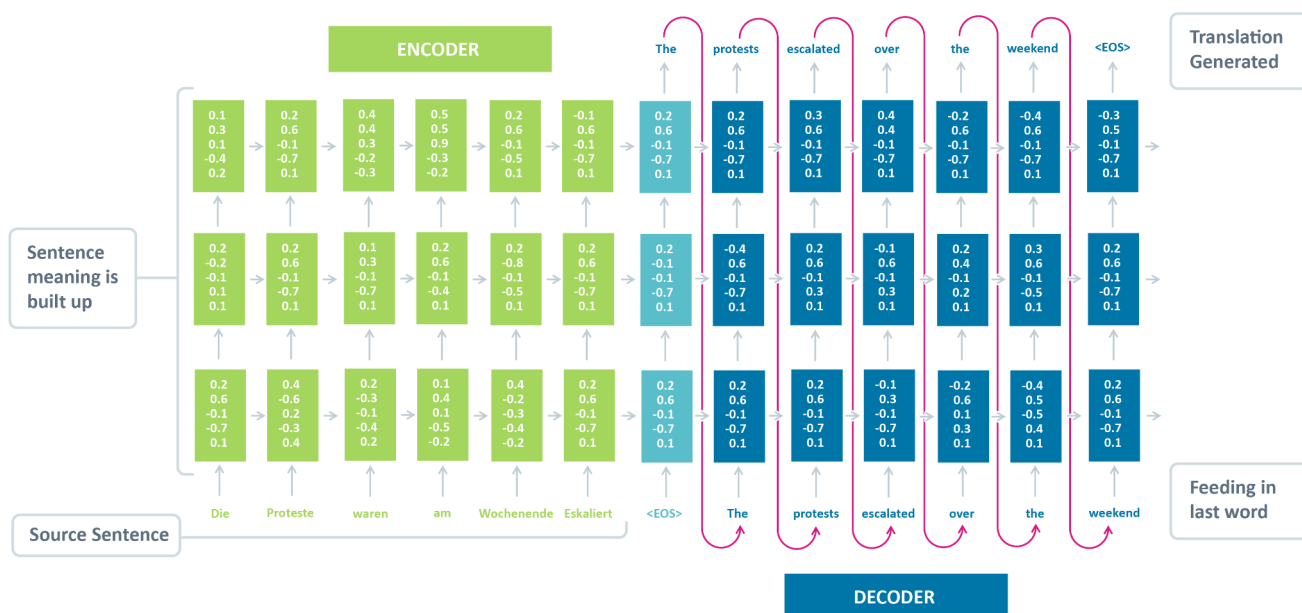 ENCODER
The protests escalated over the weekend <EOS>
Translation
Generated
0.1 0.2 0.4 0.5 0.2 -0.1 0.2 0.2 0.3 0.4 -0.2 -0.4 -0.3
0.3 0.6 0.4 0.5 0.6 0.6 0.6 0.6 0.6 0.4 0.6 0.6 0.5
0.1 -0.1 0.3 0.9 -0.1 -0.1 -0.1 -0.1 -0.1 -0.1 -0.1 -0.1 -0.1
-0.4 -0.7 -0.2 -0.3 -0.5 -0.7 -0.7 -0.7 -0.7 -0.7 -0.7 -0.7 -0.7
0.2 0.1 -0.3 -0.2 0.1 0.1 0.1 0.1 0.1 0.1 0.1 0.1 0.1
Sentence
meaning is
built up
0.2 0.2 0.1 0.2 0.2 0.2 0.2 -0.4 0.2 -0.1 0.2 0.3 0.2
-0.2 0.6 0.3 0.6 -0.8 0.6 -0.1 0.6 0.6 0.6 0.4 0.6 0.6
-0.1 -0.1 -0.1 -0.1 -0.1 -0.1 -0.1 -0.1 -0.1 -0.1 -0.1 -0.1 -0.1
0.1 -0.7 -0.7 -0.4 -0.5 -0.7 -0.7 -0.7 0.3 0.3 0.2 -0.5 -0.7
0.1 0.1 0.1 0.1 0.1 0.1 0.1 0.1 0.1 0.1 0.1 0.1 0.1
0.2 0.4 0.2 0.1 0.4 0.2 0.2 0.2 0.2 -0.1 -0.2 -0.4 0.2
0.6 -0.6 -0.3 0.4 -0.2 0.6 0.6 0.6 0.6 0.3 0.6 0.5 0.6
-0.1 0.2 -0.1 0.1 -0.3 -0.1 -0.1 -0.1 -0.1 -0.1 0.1 -0.5 -0.1
-0.7 -0.3 -0.4 -0.5 -0.4 -0.7 -0.7 -0.7 -0.7 -0.7 0.3 0.4 -0.7
0.1 0.4 0.2 -0.2 -0.2 0.1 0.1 0.1 0.1 0.1 0.1 0.1 0.1
Die Proteste waren am Wochenende Eskaliert <EOS> The protests escalated over the weekend
Source Sentence
Feeding in
last word
DECODER